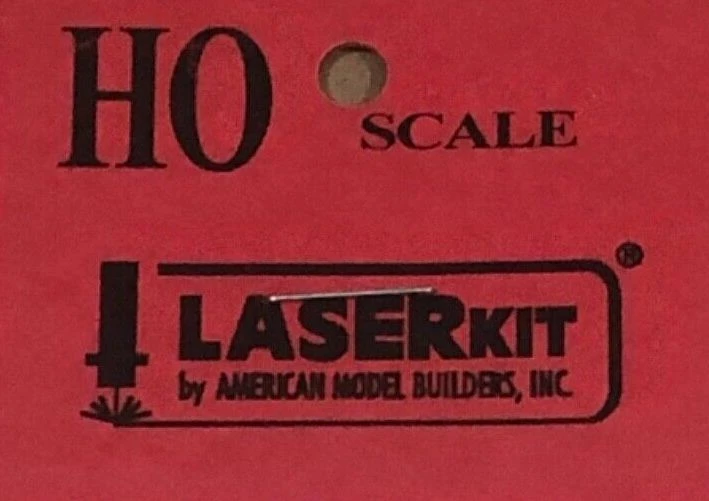 HO SCALE
®
LASERKIT
by AMERICAN MODEL BUILDERS, INC.